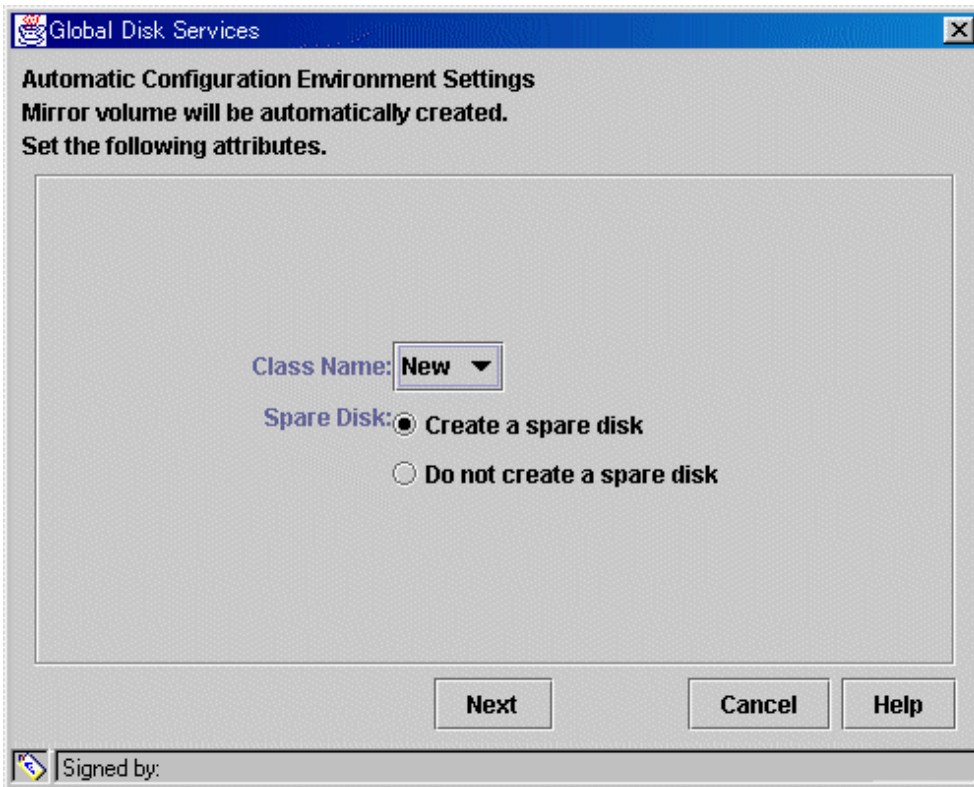 Global Disk Services
Automatic Configuration Environment Settings
Mirror volume will be automatically created.
Set the following attributes.
Class Name: New
Spare Disk: Create a spare disk
Do not create a spare disk
Next Cancel Help
Signed by: